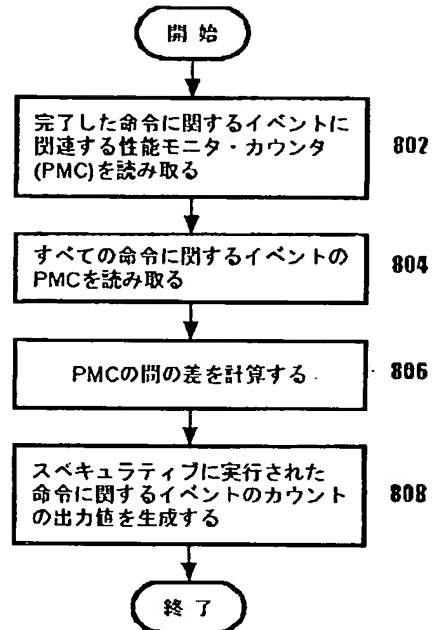 開 始
完了した命令に関するイベントに
関連する性能モニタ・カウンタ
(PMC)を読み取る
802
すべての命令に関するイベントの
PMCを読み取る
804
PMCの間の差を計算する
806
スペキュラティブに実行された
命令に関するイベントのカウント
の出力値を生成する
808
終 了